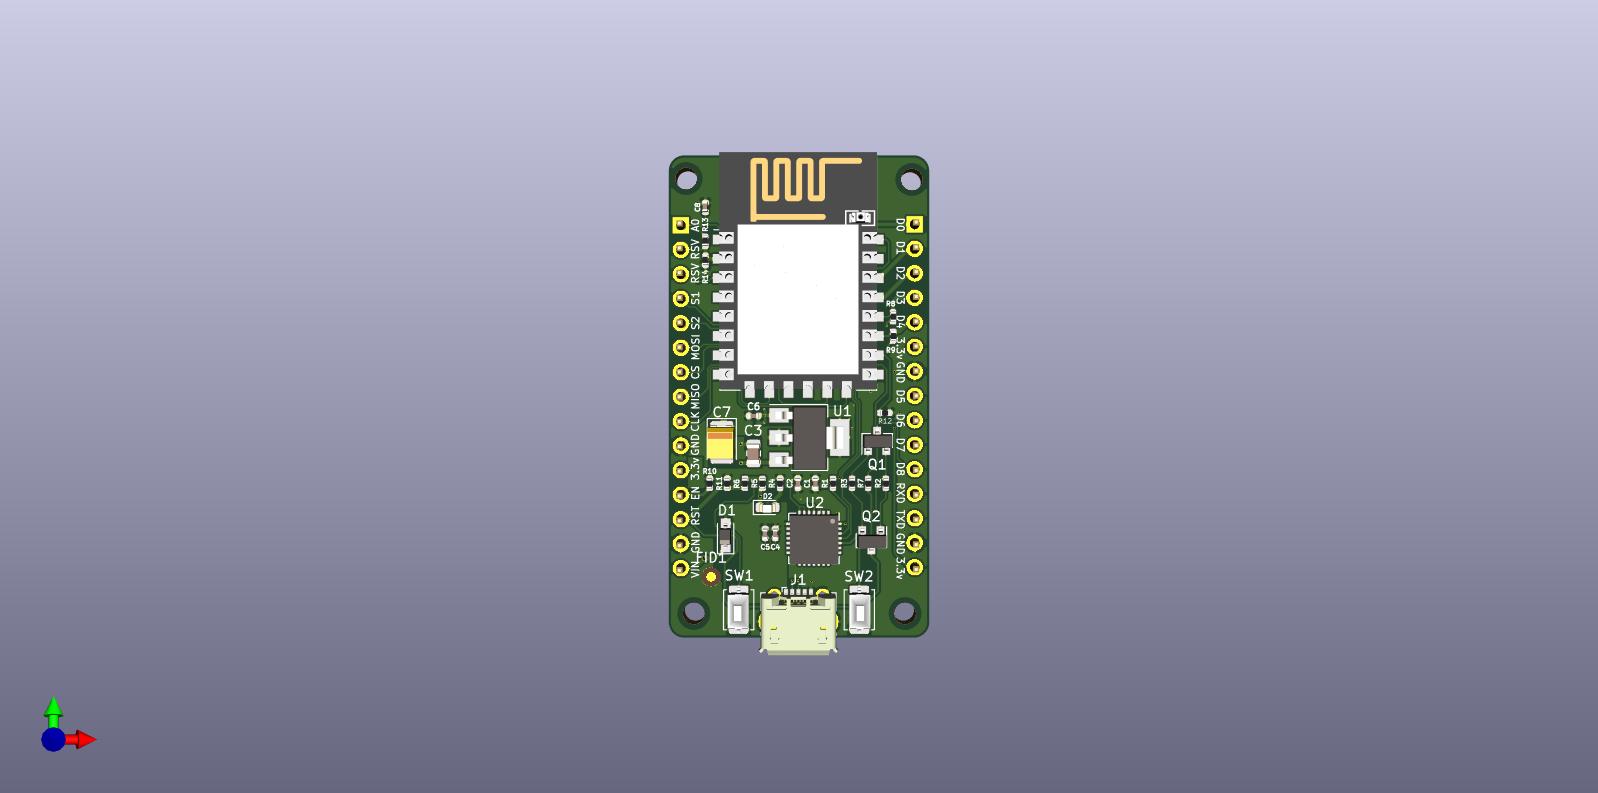 C8
A0
R13
RSV
RSV
R14
S1
S2
MOSI
CS
MISO
CLK
GND
3.3v
EN
RST
GND
VIN
D0
D1
D2
D3
R8
D4
R9
3.3v
GND
D5
D6
D7
D8
RXD
TXD
GND
3.3v
C7
C6
C3
U1
R12
Q1
R10
R11
R6
R5
R4
C2
C1
R1
R3
R7
R2
D2
U2
D1
Q2
C5
C4
FID1
SW1
J1
SW2